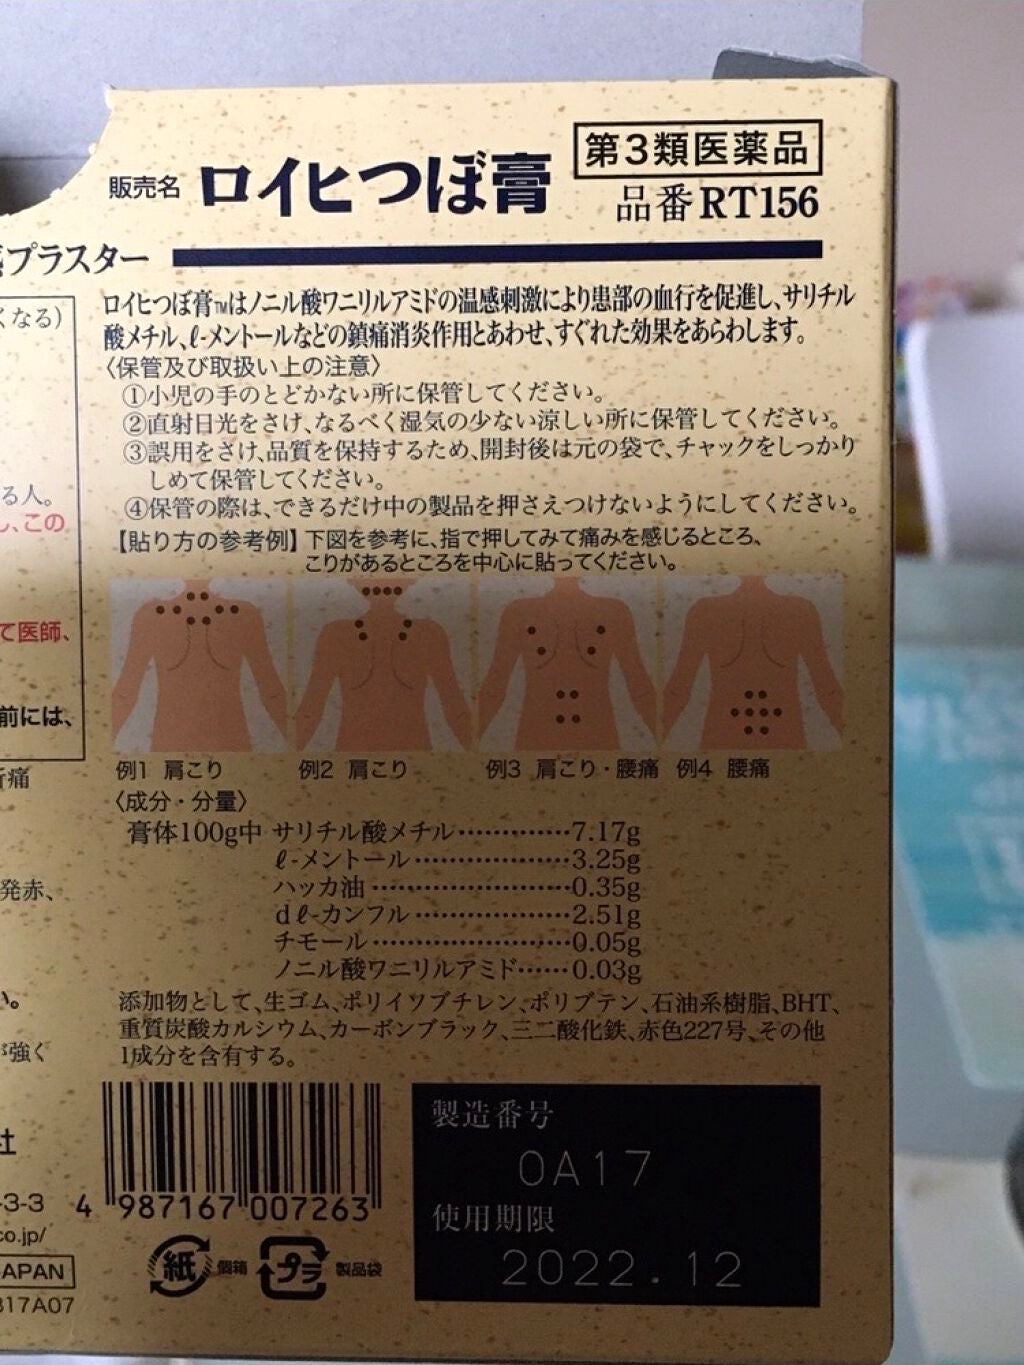 第3類医薬品
販売名 ロイヒつぼ膏
品番RT156
プラスター
ロイヒつぼ膏™はノニル酸ワニリルアミドの温感刺激により患部の血行を促進し、サリチル
酸メチル、ℓ-メントールなどの鎮痛消炎作用とあわせ、すぐれた効果をあらわします。
〈保管及び取扱い上の注意〉
①小児の手のとどかない所に保管してください。
②直射日光をさけ、なるべく湿気の少ない涼しい所に保管してください。
③誤用をさけ、品質を保持するため、開封後は元の袋で、チャックをしっかり
しめて保管してください。
④保管の際は、できるだけ中の製品を押さえつけないようにしてください。
【貼り方の参考例】下図を参考に、指で押してみて痛みを感じるところ、
こりがあるところを中心に貼ってください。
例1 肩こり 例2 肩こり 例3 肩こり・腰痛 例4 腰痛
〈成分・分量〉
膏体100g中 サリチル酸メチル…………7.17g
ℓ-メントール……………3.25g
ハッカ油…………………0.35g
dℓ-カンフル……………2.51g
チモール…………………0.05g
ノニル酸ワニリルアミド……0.03g
添加物として、生ゴム、ポリイソブチレン、ポリブテン、石油系樹脂、BHT、
重質炭酸カルシウム、カーボンブラック、三二酸化鉄、赤色227号、その他
1成分を含有する。
製造番号
0A17
使用期限
2022.12
4 987167 007263
紙 個箱 プラ 製品袋
くなる)
る人。
し、この
て医師、
前には、
痛
発赤、
い。
が強く
社
-3-3
co.jp/
APAN
317A07